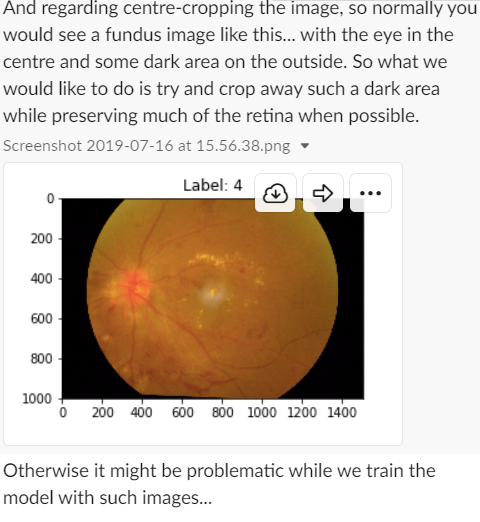 And regarding centre-cropping the image, so normally you
would see a fundus image like this... with the eye in the
centre and some dark area on the outside. So what we
would like to do is try and crop away such a dark area
while preserving much of the retina when possible.
Screenshot 2019-07-16 at 15.56.38.png
Label: 4
0
200
400
600
800
1000
0 200 400 600 800 1000 1200 1400
Otherwise it might be problematic while we train the
model with such images...